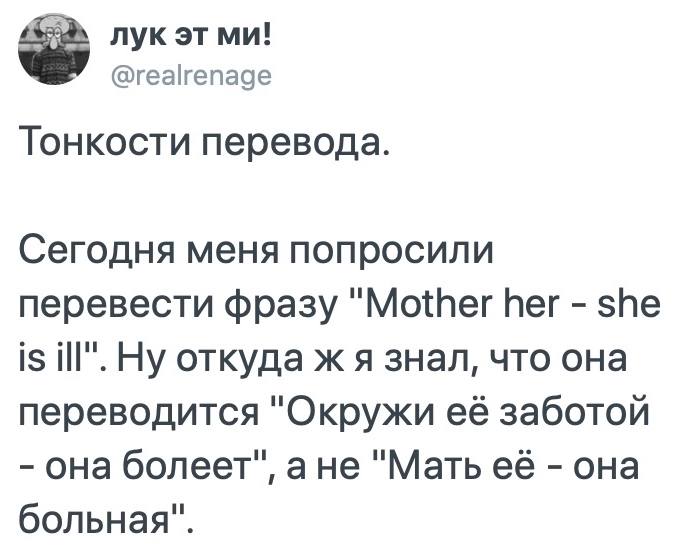 лук эт ми!
@realrenage
Тонкости перевода.
Сегодня меня попросили
перевести фразу "Mother her - she
is ill". Ну откуда ж я знал, что она
переводится "Окружи её заботой
- она болеет", а не "Мать её - она
больная".